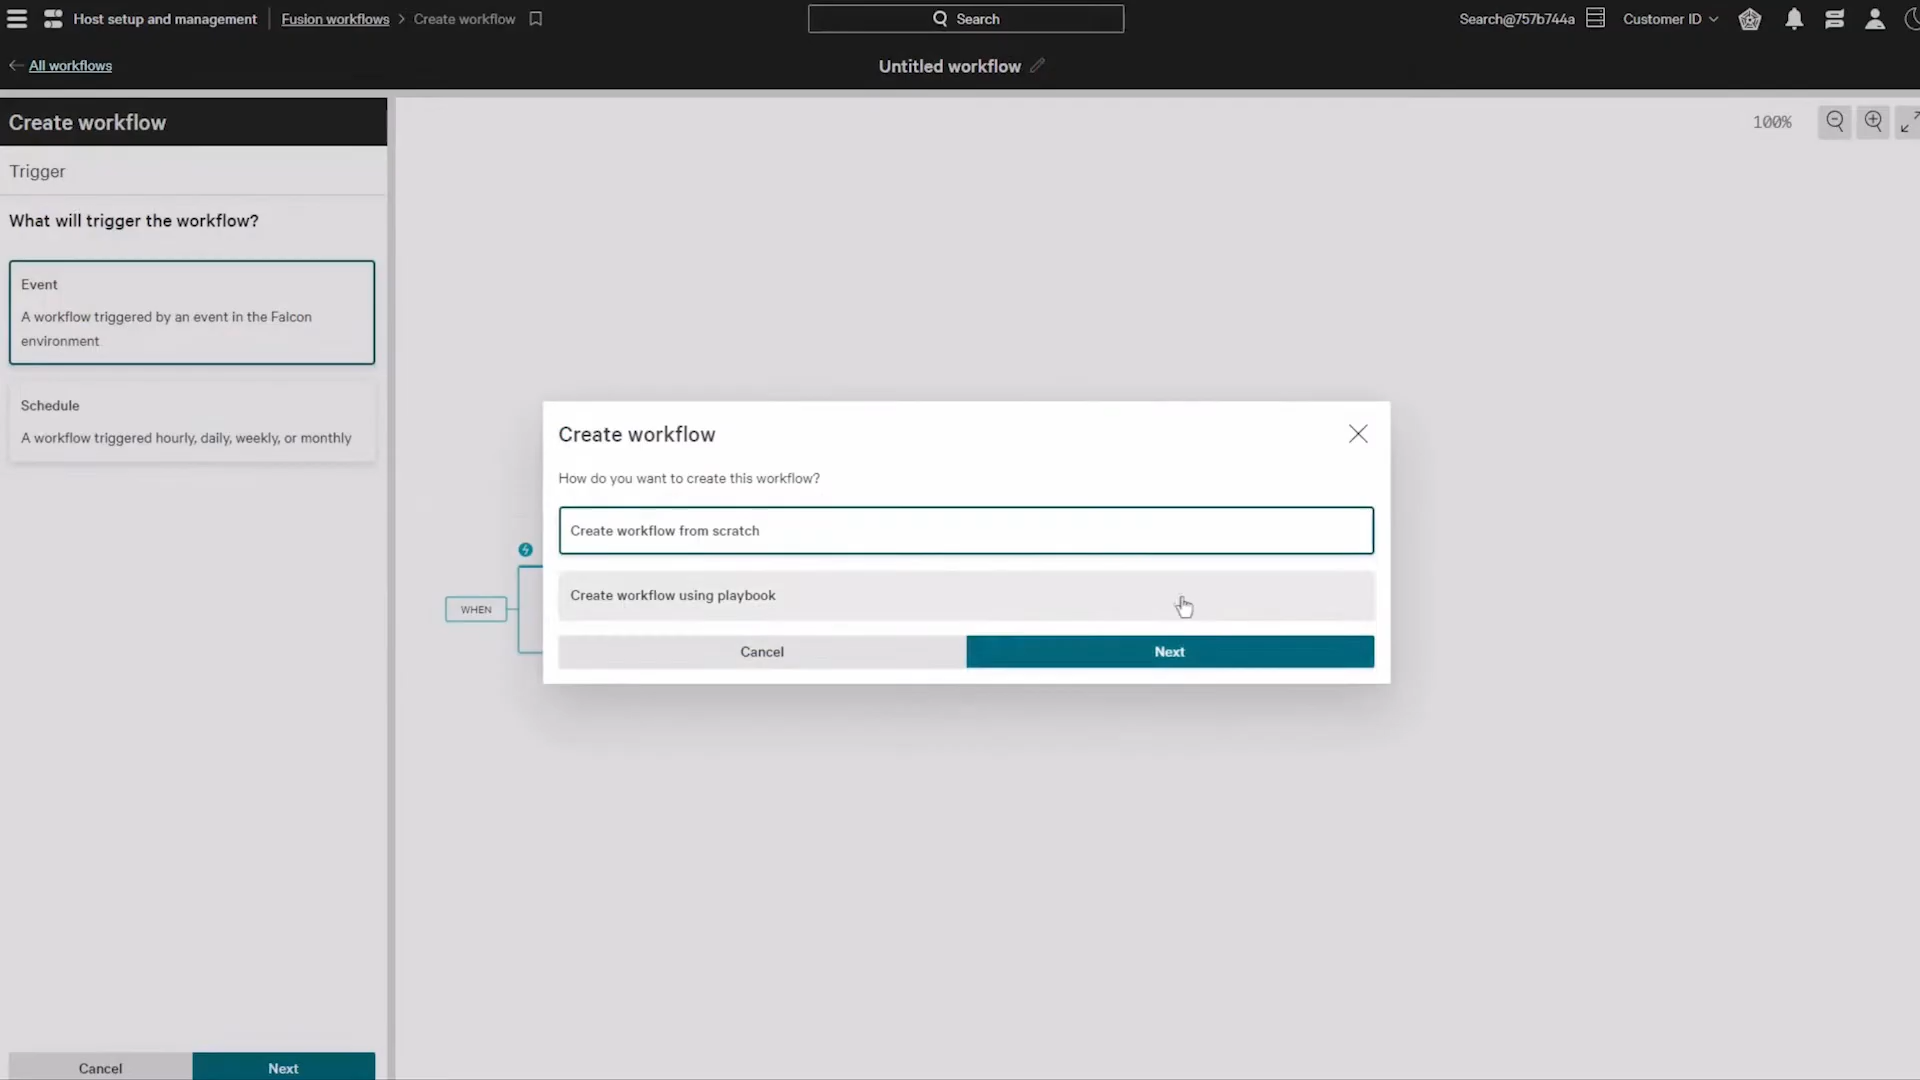 Host setup and management
Fusion workflows > Create workflow
Search
Search@757b744a
Customer ID
All workflows
Untitled workflow
Create workflow
Trigger
What will trigger the workflow?
Event
A workflow triggered by an event in the Falcon
environment
Schedule
A workflow triggered hourly, daily, weekly, or monthly
Cancel
Next
100%
WHEN
Create workflow
How do you want to create this workflow?
Create workflow from scratch
Create workflow using playbook
Cancel
Next